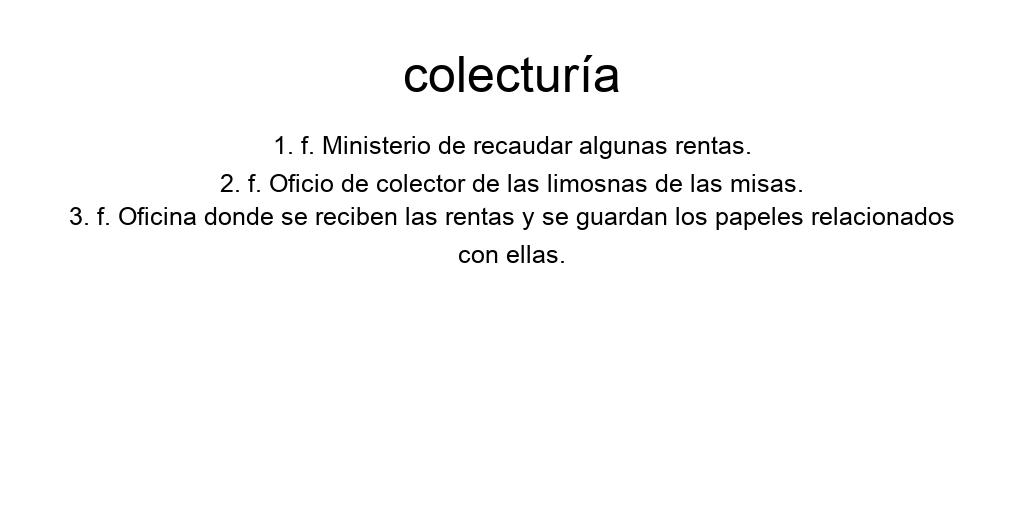 colecturía
1. f. Ministerio de recaudar algunas rentas.
2. f. Oficio de colector de las limosnas de las misas.
3. f. Oficina donde se reciben las rentas y se guardan los papeles relacionados
con ellas.